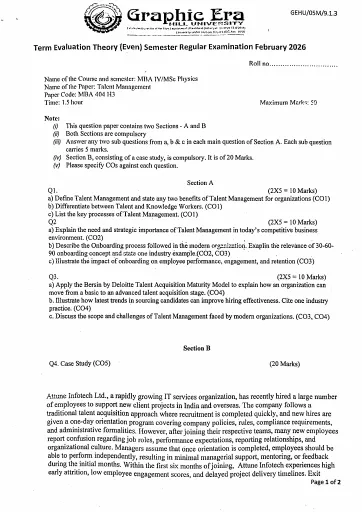 GEHU/05M/9.1.3
Graphic Era
HILL UNIVERSITY
Term Evaluation Theory (Even) Semester Regular Examination February 2026
Roll no..............................
Name of the Course and semester: MBA IV/MSc Physics
Name of the Paper: Talent Management
Paper Code: MBA 404 H3
Time: 1.5 hour Maximum Marks: 50
Note:
(i) This question paper contains two Sections - A and B
(ii) Both Sections are compulsory
(iii) Answer any two sub questions from a, b & c in each main question of Section A. Each sub question
carries 5 marks.
(iv) Section B, consisting of a case study, is compulsory. It is of 20 Marks.
(v) Please specify COs against each question.
Section A
Q1. (2X5 = 10 Marks)
a) Define Talent Management and state any two benefits of Talent Management for organizations (CO1)
b) Differentiate between Talent and Knowledge Workers. (CO1)
c) List the key processes of Talent Management. (CO1)
Q2 (2X5 = 10 Marks)
a) Explain the need and strategic importance of Talent Management in today's competitive business
environment. (CO2)
b) Describe the Onboarding process followed in the modern organization. Exaplin the relevance of 30-60-
90 onboarding concept and state one industry example.(CO2, CO3)
c) Illustrate the impact of onboarding on employee performance, engagement, and retention (CO3)
Q3. (2X5 = 10 Marks)
a) Apply the Bersin by Deloitte Talent Acquisition Maturity Model to explain how an organization can
move from a basic to an advanced talent acquisition stage. (CO4)
b. Illustrate how latest trends in sourcing candidates can improve hiring effectiveness. Cite one industry
practice. (CO4)
c. Discuss the scope and challenges of Talent Management faced by modern organizations. (CO3, CO4)
Section B
Q4. Case Study (CO5) (20 Marks)
Attune Infotech Ltd., a rapidly growing IT services organization, has recently hired a large number
of employees to support new client projects in India and overseas. The company follows a
traditional talent acquisition approach where recruitment is completed quickly, and new hires are
given a one-day orientation program covering company policies, rules, compliance requirements,
and administrative formalities. However, after joining their respective teams, many new employees
report confusion regarding job roles, performance expectations, reporting relationships, and
organizational culture. Managers assume that once orientation is completed, employees should be
able to perform independently, resulting in minimal managerial support, mentoring, or feedback
during the initial months. Within the first six months of joining, Attune Infotech experiences high
early attrition, low employee engagement scores, and delayed project delivery timelines. Exit
Page 1 of 2